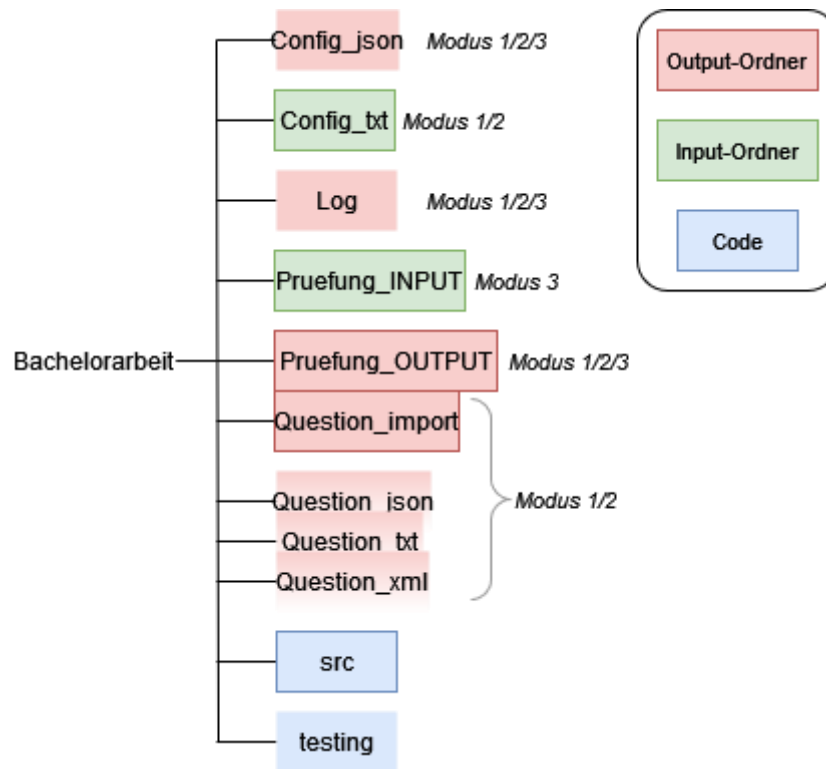 Config_json Modus 1/2/3
Config_txt Modus 1/2
Log Modus 1/2/3
Pruefung_INPUT Modus 3
Bachelorarbeit
Pruefung_OUTPUT Modus 1/2/3
Question_import
Question_json
Modus 1/2
Question_txt
Question_xml
src
testing
Output-Ordner
Input-Ordner
Code